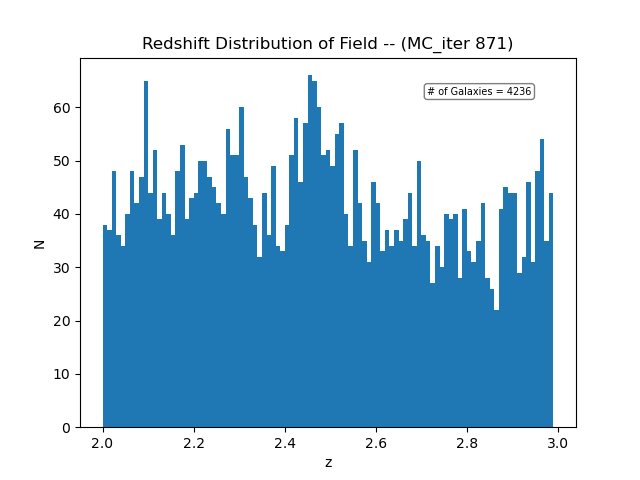 Redshift Distribution of Field -- (MC_iter 871)
# of Galaxies = 4236
60
50
40
30
20
10
0
N
2.0 2.2 2.4 2.6 2.8 3.0
z